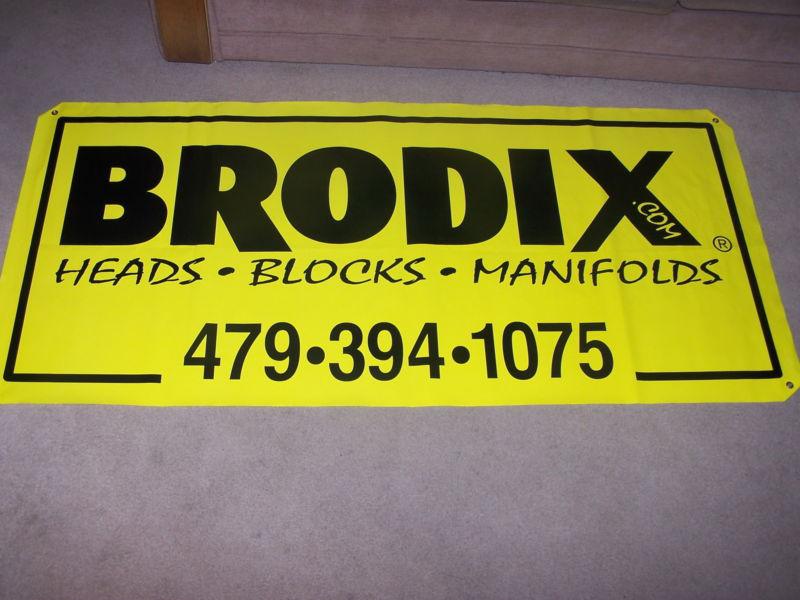 BRODIX.COM®
HEADS • BLOCKS • MANIFOLDS
479•394•1075